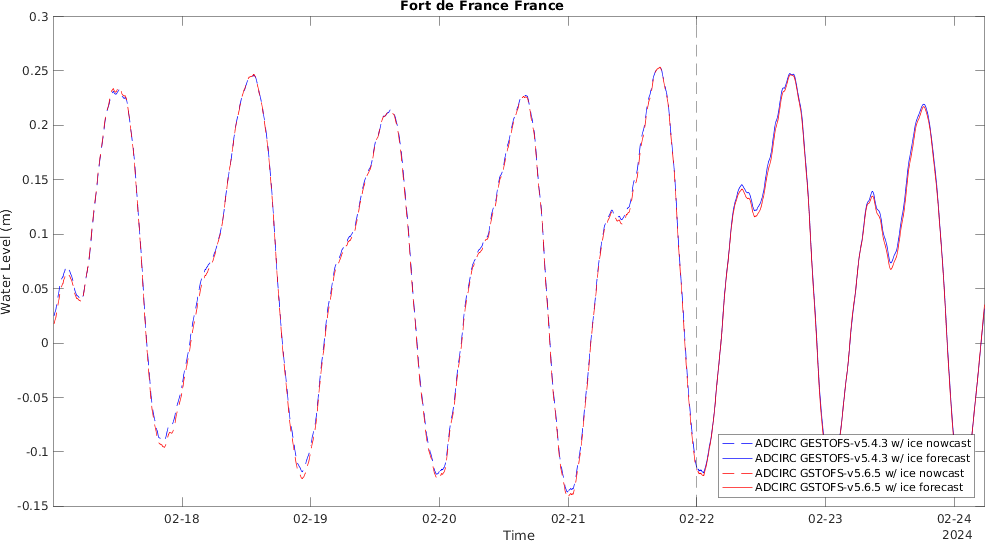 Fort de France France
0.3
0.25
0.2
0.15
0.1
0.05
0
-0.05
-0.1
-0.15
Water Level (m)
ADCIRC GESTOFS-v5.4.3 w/ ice nowcast
ADCIRC GESTOFS-v5.4.3 w/ ice forecast
ADCIRC GSTOFS-v5.6.5 w/ ice nowcast
ADCIRC GSTOFS-v5.6.5 w/ ice forecast
02-18 02-19 02-20 02-21 02-22 02-23 02-24
Time
2024